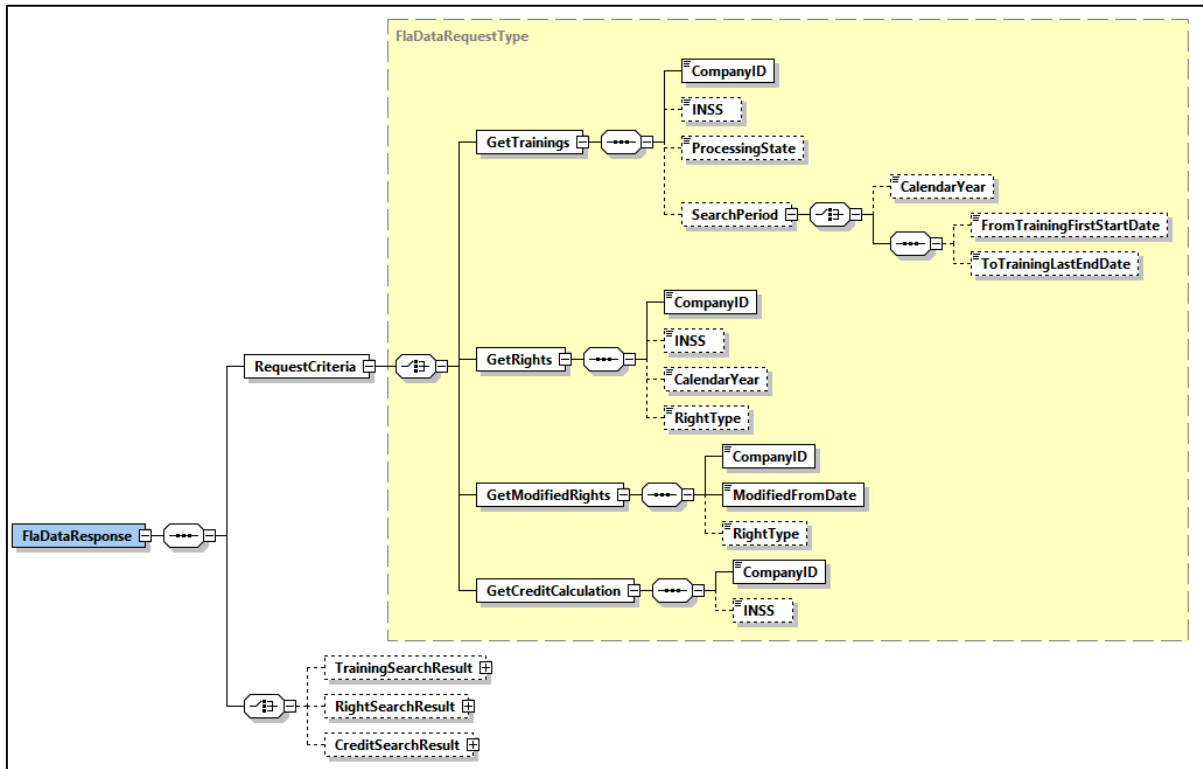 FlaDataRequestType
CompanyID
INSS
GetTrainings
ProcessingState
CalendarYear
SearchPeriod
FromTrainingFirstStartDate
ToTrainingLastEndDate
CompanyID
INSS
GetRights
RequestCriteria
CalendarYear
RightType
CompanyID
GetModifiedRights
ModifiedFromDate
RightType
FlaDataResponse
CompanyID
GetCreditCalculation
INSS
TrainingSearchResult
RightSearchResult
CreditSearchResult